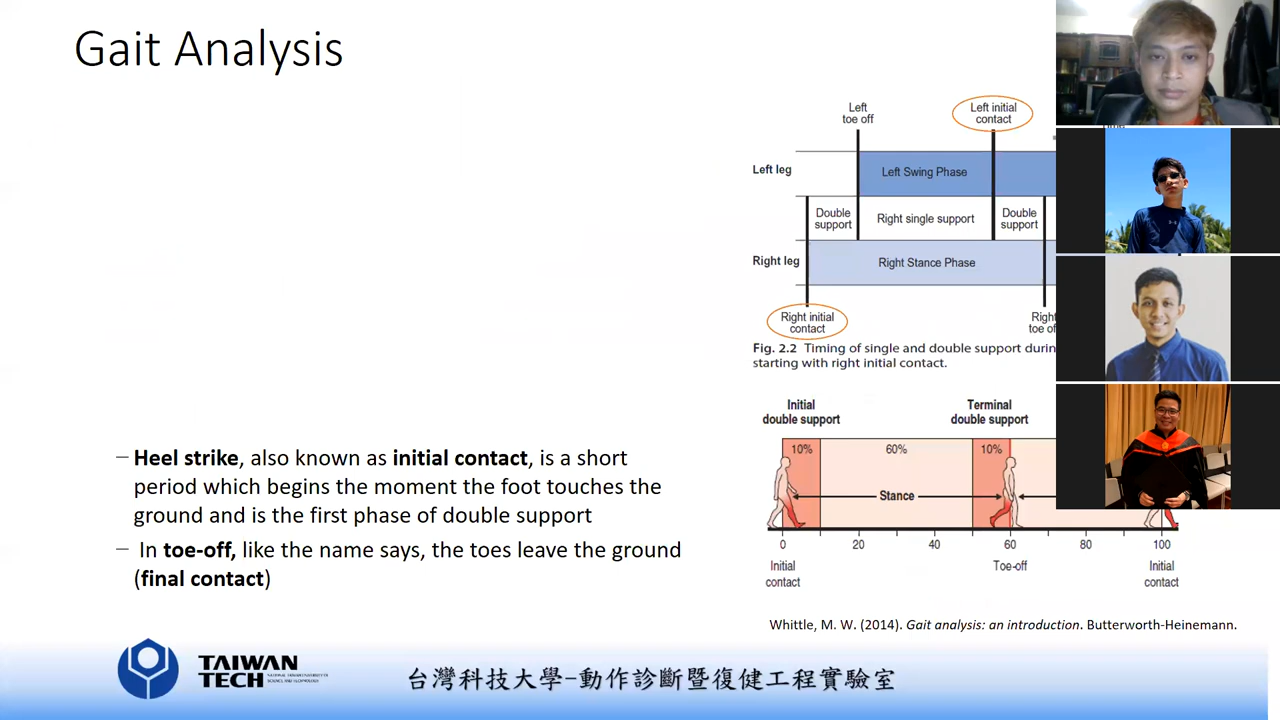 Gait Analysis
Left
toe off
Left initial
contact
Left leg
Left Swing Phase
Double
support
Right single support
Double
support
Right leg
Right Stance Phase
Right initial
contact
Right
toe of
Fig. 2.2 Timing of single and double support durin
starting with right initial contact.
Initial
double support
Terminal
double support
10%
60%
10%
Stance
0
20
40
60
80
100
Initial
contact
Toe-off
Initial
contact
– Heel strike, also known as initial contact, is a short
period which begins the moment the foot touches the
ground and is the first phase of double support
– In toe-off, like the name says, the toes leave the ground
(final contact)
Whittle, M. W. (2014). Gait analysis: an introduction. Butterworth-Heinemann.
TAIWAN
TECH
台灣科技大學-動作診斷暨復健工程實驗室